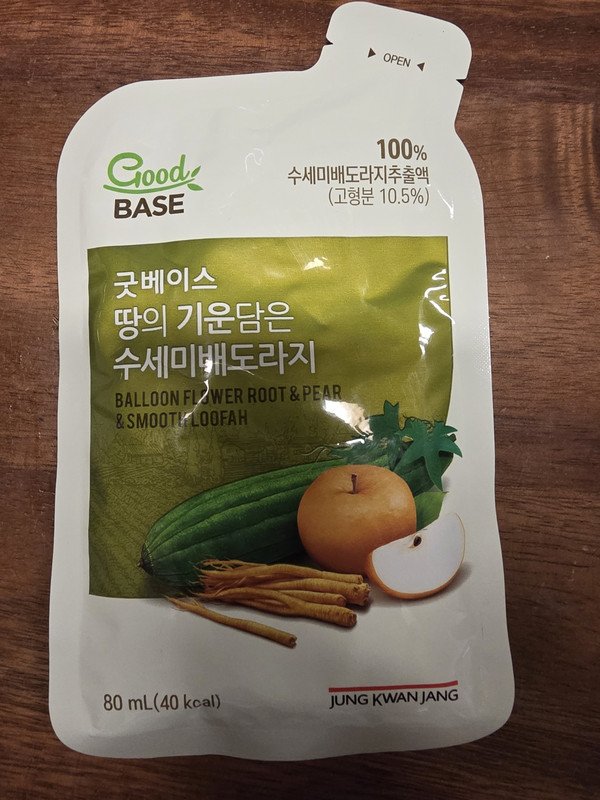 ▶ OPEN ◀
Good
BASE
100%
수세미배도라지추출액
(고형분 10.5%)
굿베이스
땅의 기운담은
수세미배도라지
BALLOON FLOWER ROOT & PEAR
& SMOOTH LOOFAH
80 mL(40 kcal)
JUNG KWAN JANG